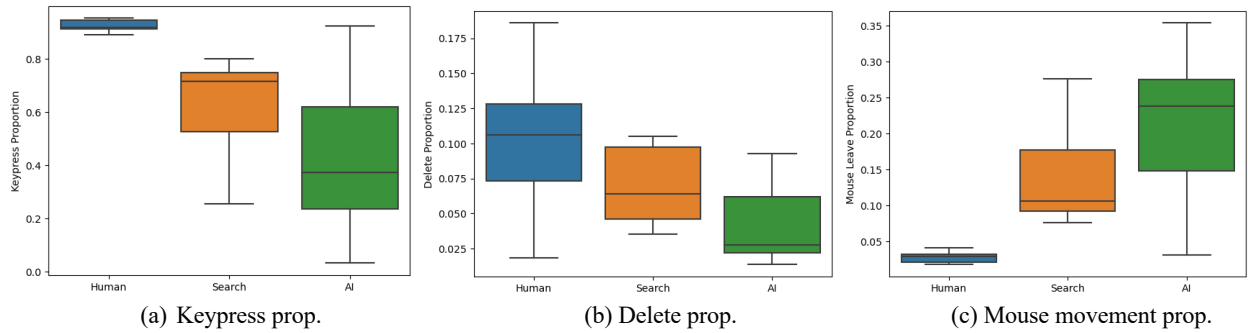 Keypress Proportion
0.8
0.6
0.4
0.2
0.0
Human Search AI
(a) Keypress prop.
Delete Proportion
0.175
0.150
0.125
0.100
0.075
0.050
0.025
Human Search AI
(b) Delete prop.
Mouse Leave Proportion
0.35
0.30
0.25
0.20
0.15
0.10
0.05
Human Search AI
(c) Mouse movement prop.